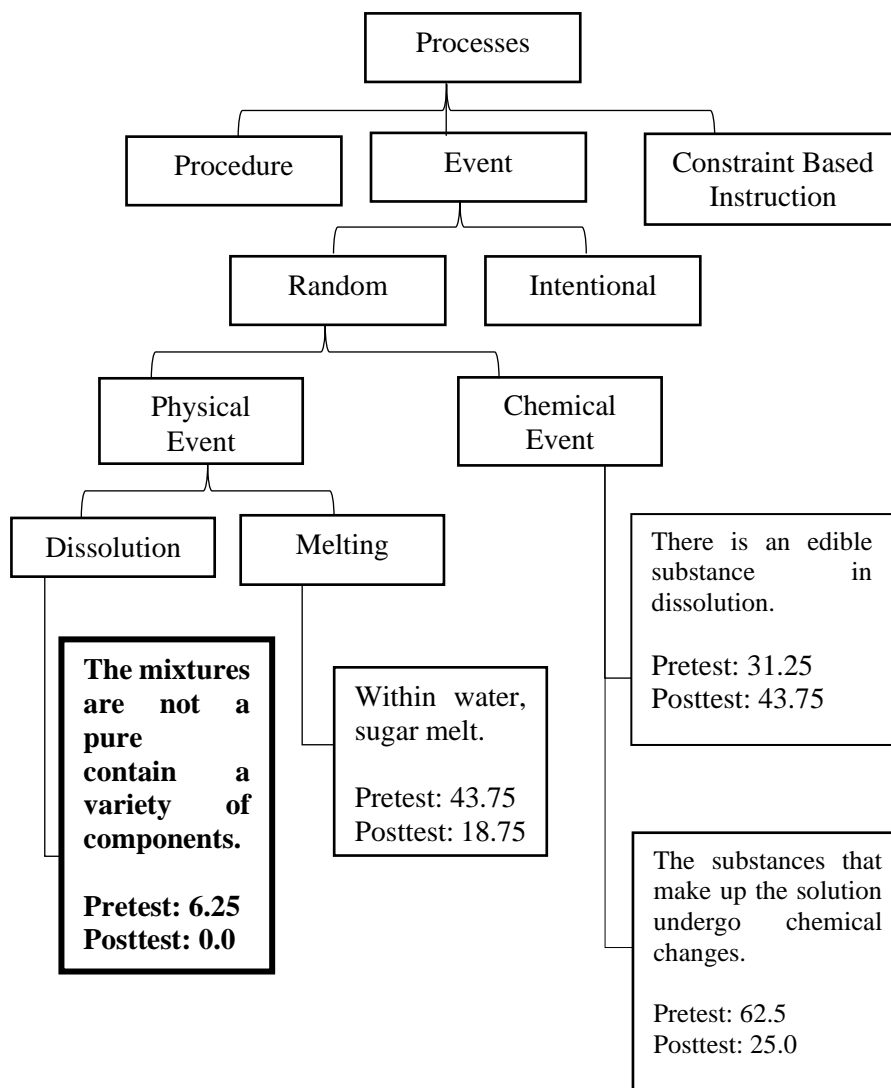 Processes
Procedure
Event
Constraint Based
Instruction
Random
Intentional
Physical
Event
Chemical
Event
Dissolution
Melting
There is an edible
substance in
dissolution.
Pretest: 31.25
Posttest: 43.75
The mixtures
are not a
pure
contain a
variety of
components.
Pretest: 6.25
Posttest: 0.0
Within water,
sugar melt.
Pretest: 43.75
Posttest: 18.75
The substances that
make up the solution
undergo chemical
changes.
Pretest: 62.5
Posttest: 25.0